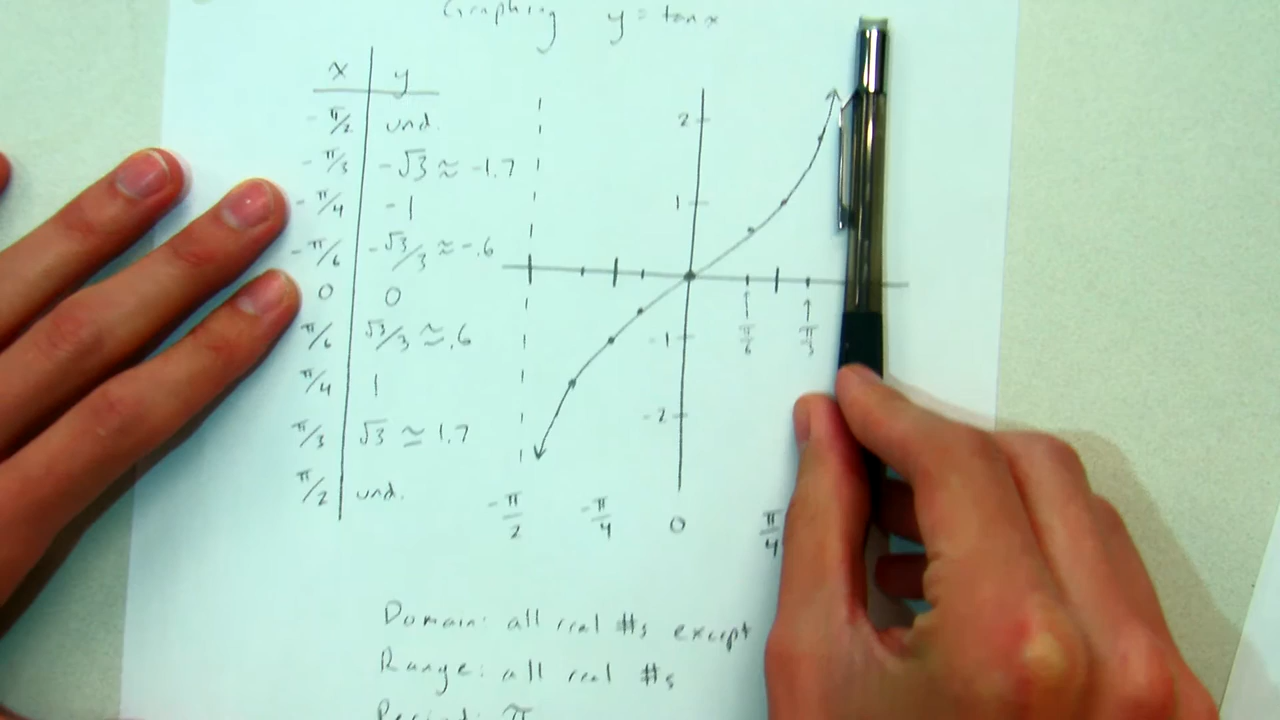 Graphing y = tan x
x y
-π/2 und.
-π/3 -√3 ≈ -1.7
-π/4 -1
-π/6 -√3/3 ≈ -.6
0 0
π/6 √3/3 ≈ .6
π/4 1
π/3 √3 ≃ 1.7
π/2 und.
2
1
-1
-2
π/6 π/3
-π/2 -π/4 0 π/4
Domain: all real #s except
Range: all real #s
Period: π